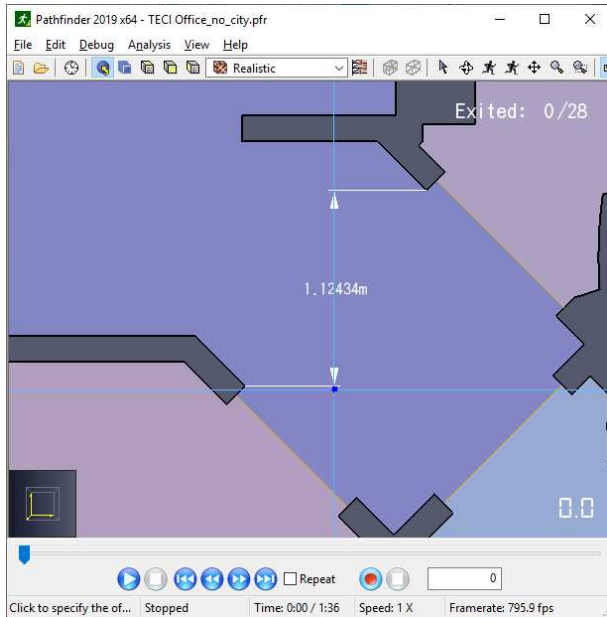 Pathfinder 2019 x64 - TECI Office_no_city.pfr
File Edit Debug Analysis View Help
Realistic
Exited: 0/28
1.12434m
0.0
Repeat
0
Click to specify the of... Stopped Time: 0:00 / 1:36 Speed: 1 X Framerate: 795.9 fps